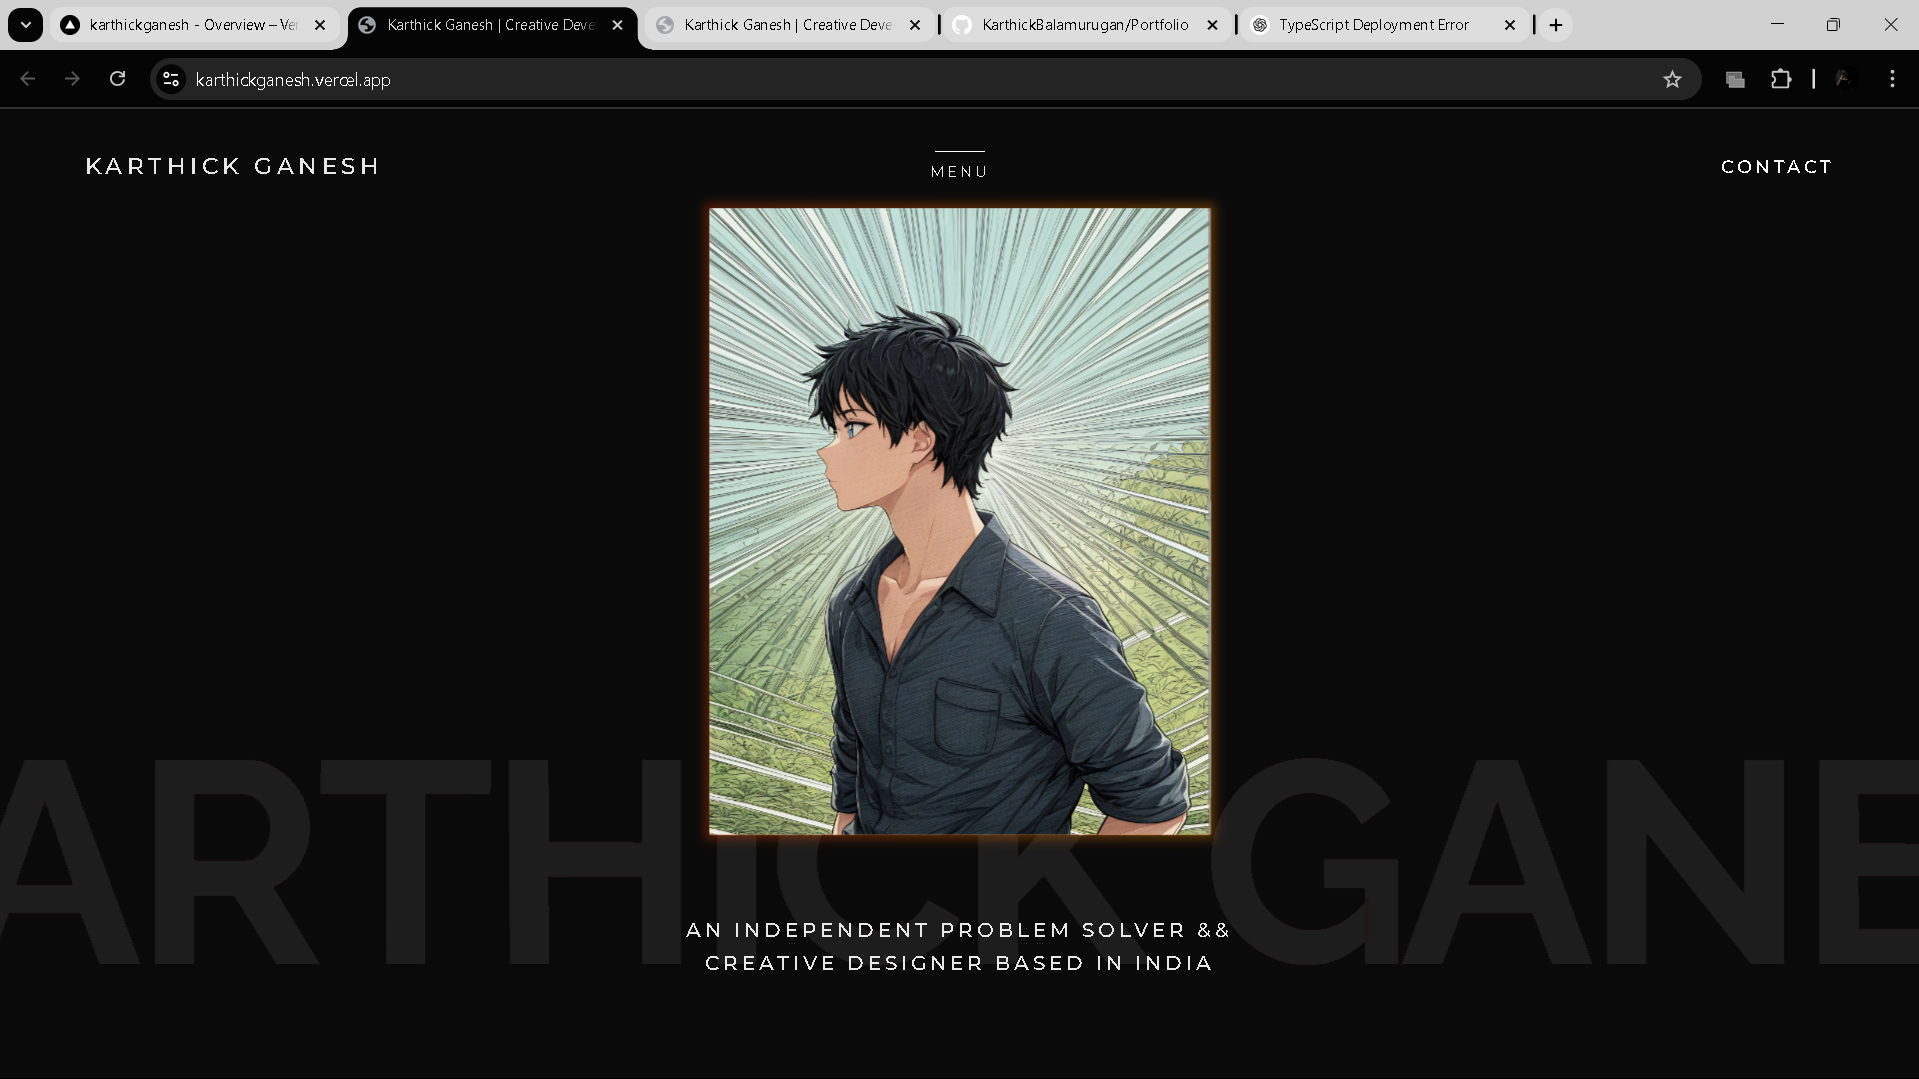 karthickganesh - Overview – Ve
Karthick Ganesh | Creative Deve
Karthick Ganesh | Creative Deve
KarthickBalamurugan/Portfolio
TypeScript Deployment Error
karthickganesh.vercel.app
KARTHICK GANESH
MENU
CONTACT
ARTHICK GANE
AN INDEPENDENT PROBLEM SOLVER &&
CREATIVE DESIGNER BASED IN INDIA